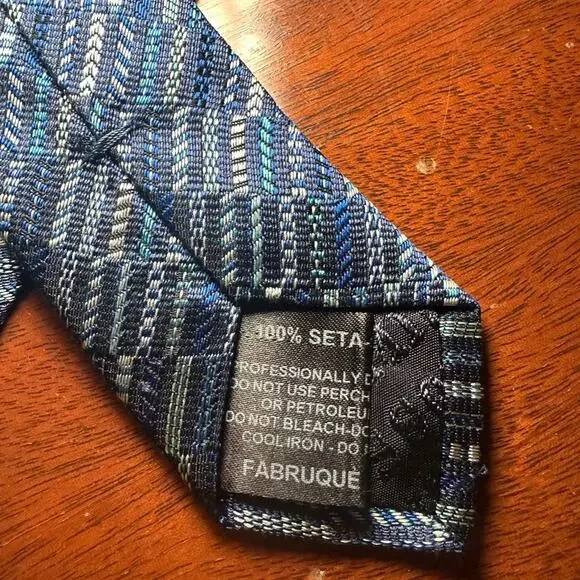 100% SETA-
PROFESSIONALLY D
DO NOT USE PERCH
OR PETROLEU
DO NOT BLEACH-DO
COOL IRON - DO
FABRUQUE